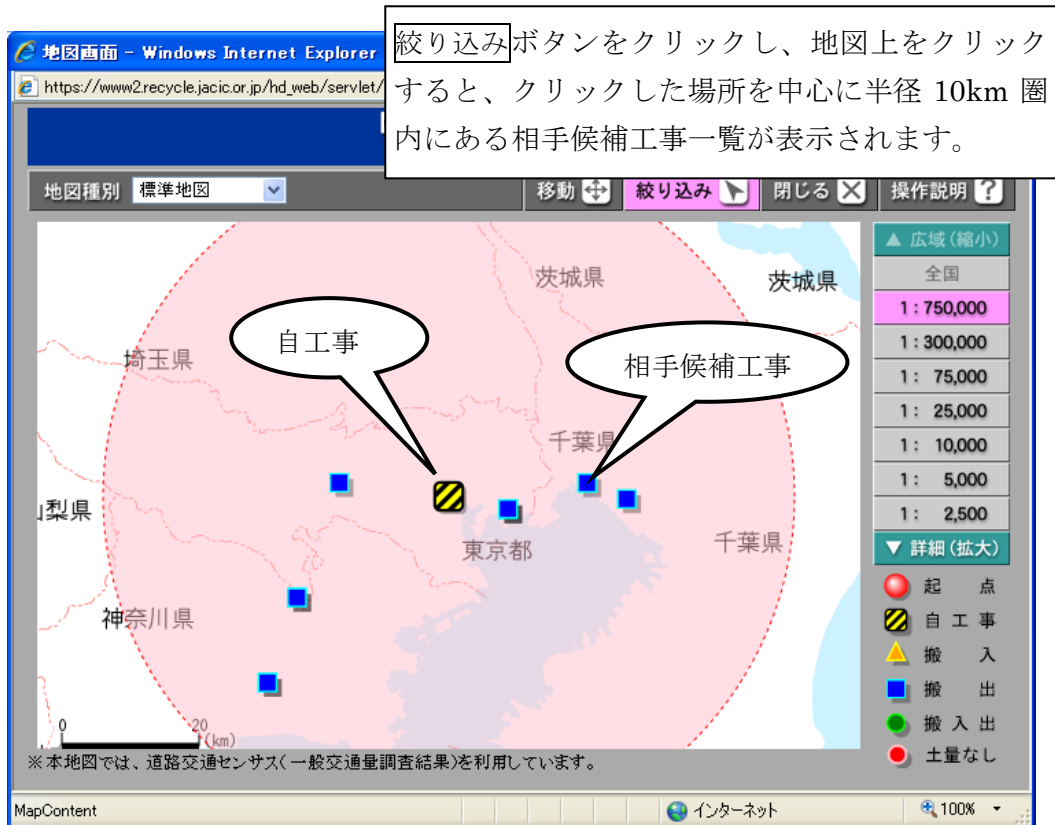 絞り込みボタンをクリックし、地図上をクリック
すると、クリックした場所を中心に半径 10km 圏
内にある相手候補工事一覧が表示されます。
地図画面 - Windows Internet Explorer
https://www2.recycle.jacic.or.jp/hd_web/servlet/
地図種別 標準地図 移動 絞り込み 閉じる 操作説明 ?
▲ 広域(縮小)
全国
1 : 750,000
1 : 300,000
1 : 75,000
1 : 25,000
1 : 10,000
1 : 5,000
1 : 2,500
▼ 詳細(拡大)
起 点
自 工 事
搬 入
搬 出
搬 入 出
土量なし
茨城県
茨城県
自工事
埼玉県
相手候補工事
千葉県
梨県
東京都
千葉県
神奈川県
0 20
(km)
※本地図では、道路交通センサス(一般交通量調査結果)を利用しています。
MapContent インターネット 100%